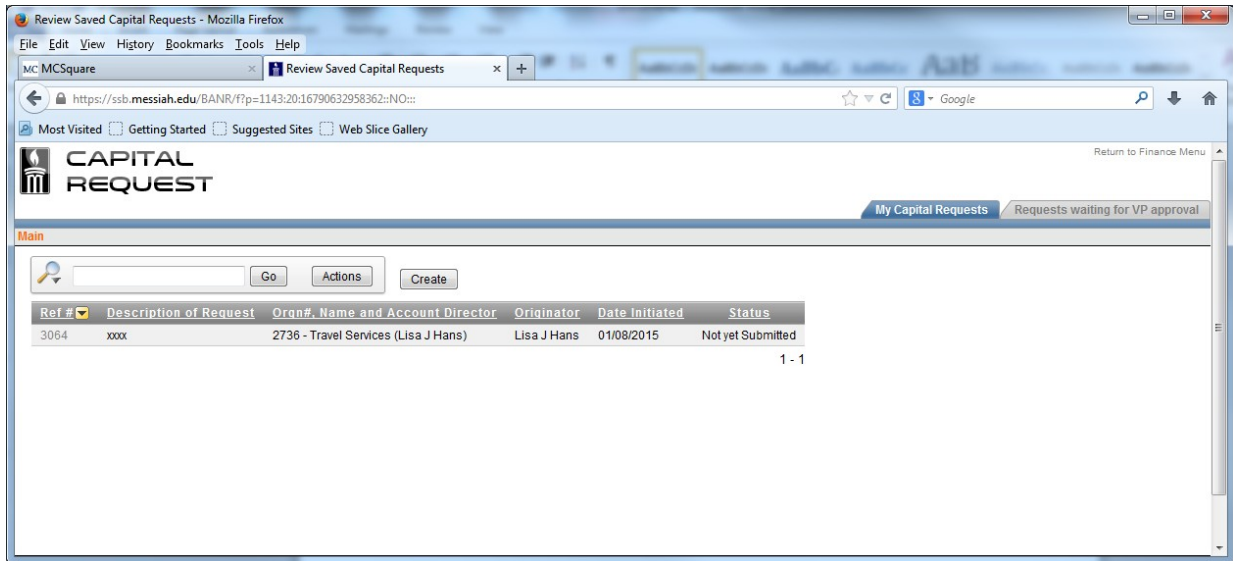 Review Saved Capital Requests - Mozilla Firefox
File Edit View History Bookmarks Tools Help
MC MCSquare × Review Saved Capital Requests × +
https://ssb.messiah.edu/BANR/f?p=1143:20:16790632958362::NO::: 8 Google
Most Visited Getting Started Suggested Sites Web Slice Gallery
CAPITAL REQUEST
Return to Finance Menu
My Capital Requests Requests waiting for VP approval
Main
Go Actions Create
Ref # Description of Request Orgn#, Name and Account Director Originator Date Initiated Status
3064 xxxx 2736 - Travel Services (Lisa J Hans) Lisa J Hans 01/08/2015 Not yet Submitted
1 - 1